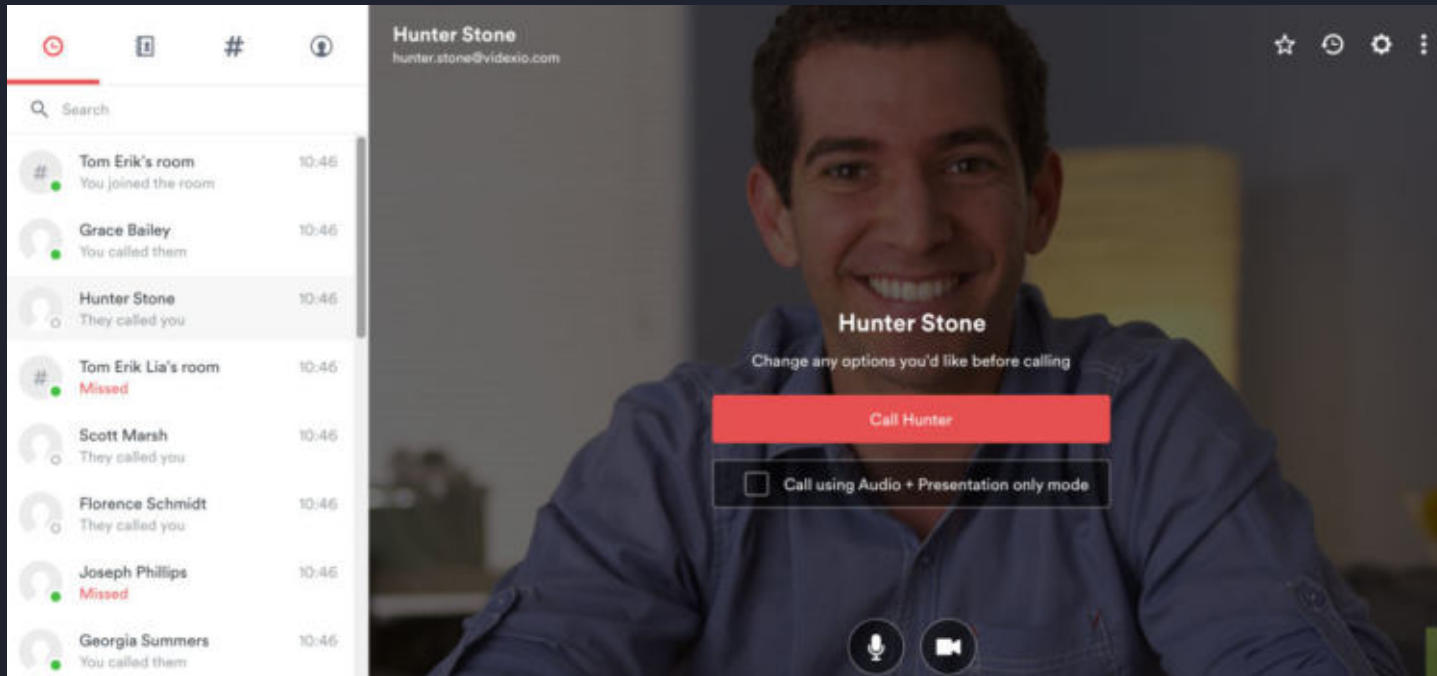 Hunter Stone
hunter.stone@videxio.com
Search
Tom Erik's room 10:46
You joined the room
Grace Bailey 10:46
You called them
Hunter Stone 10:46
They called you
Tom Erik Lia's room 10:46
Missed
Scott Marsh 10:46
They called you
Florence Schmidt 10:46
They called you
Joseph Phillips 10:46
Missed
Georgia Summers 10:46
You called them
Hunter Stone
Change any options you'd like before calling
Call Hunter
Call using Audio + Presentation only mode